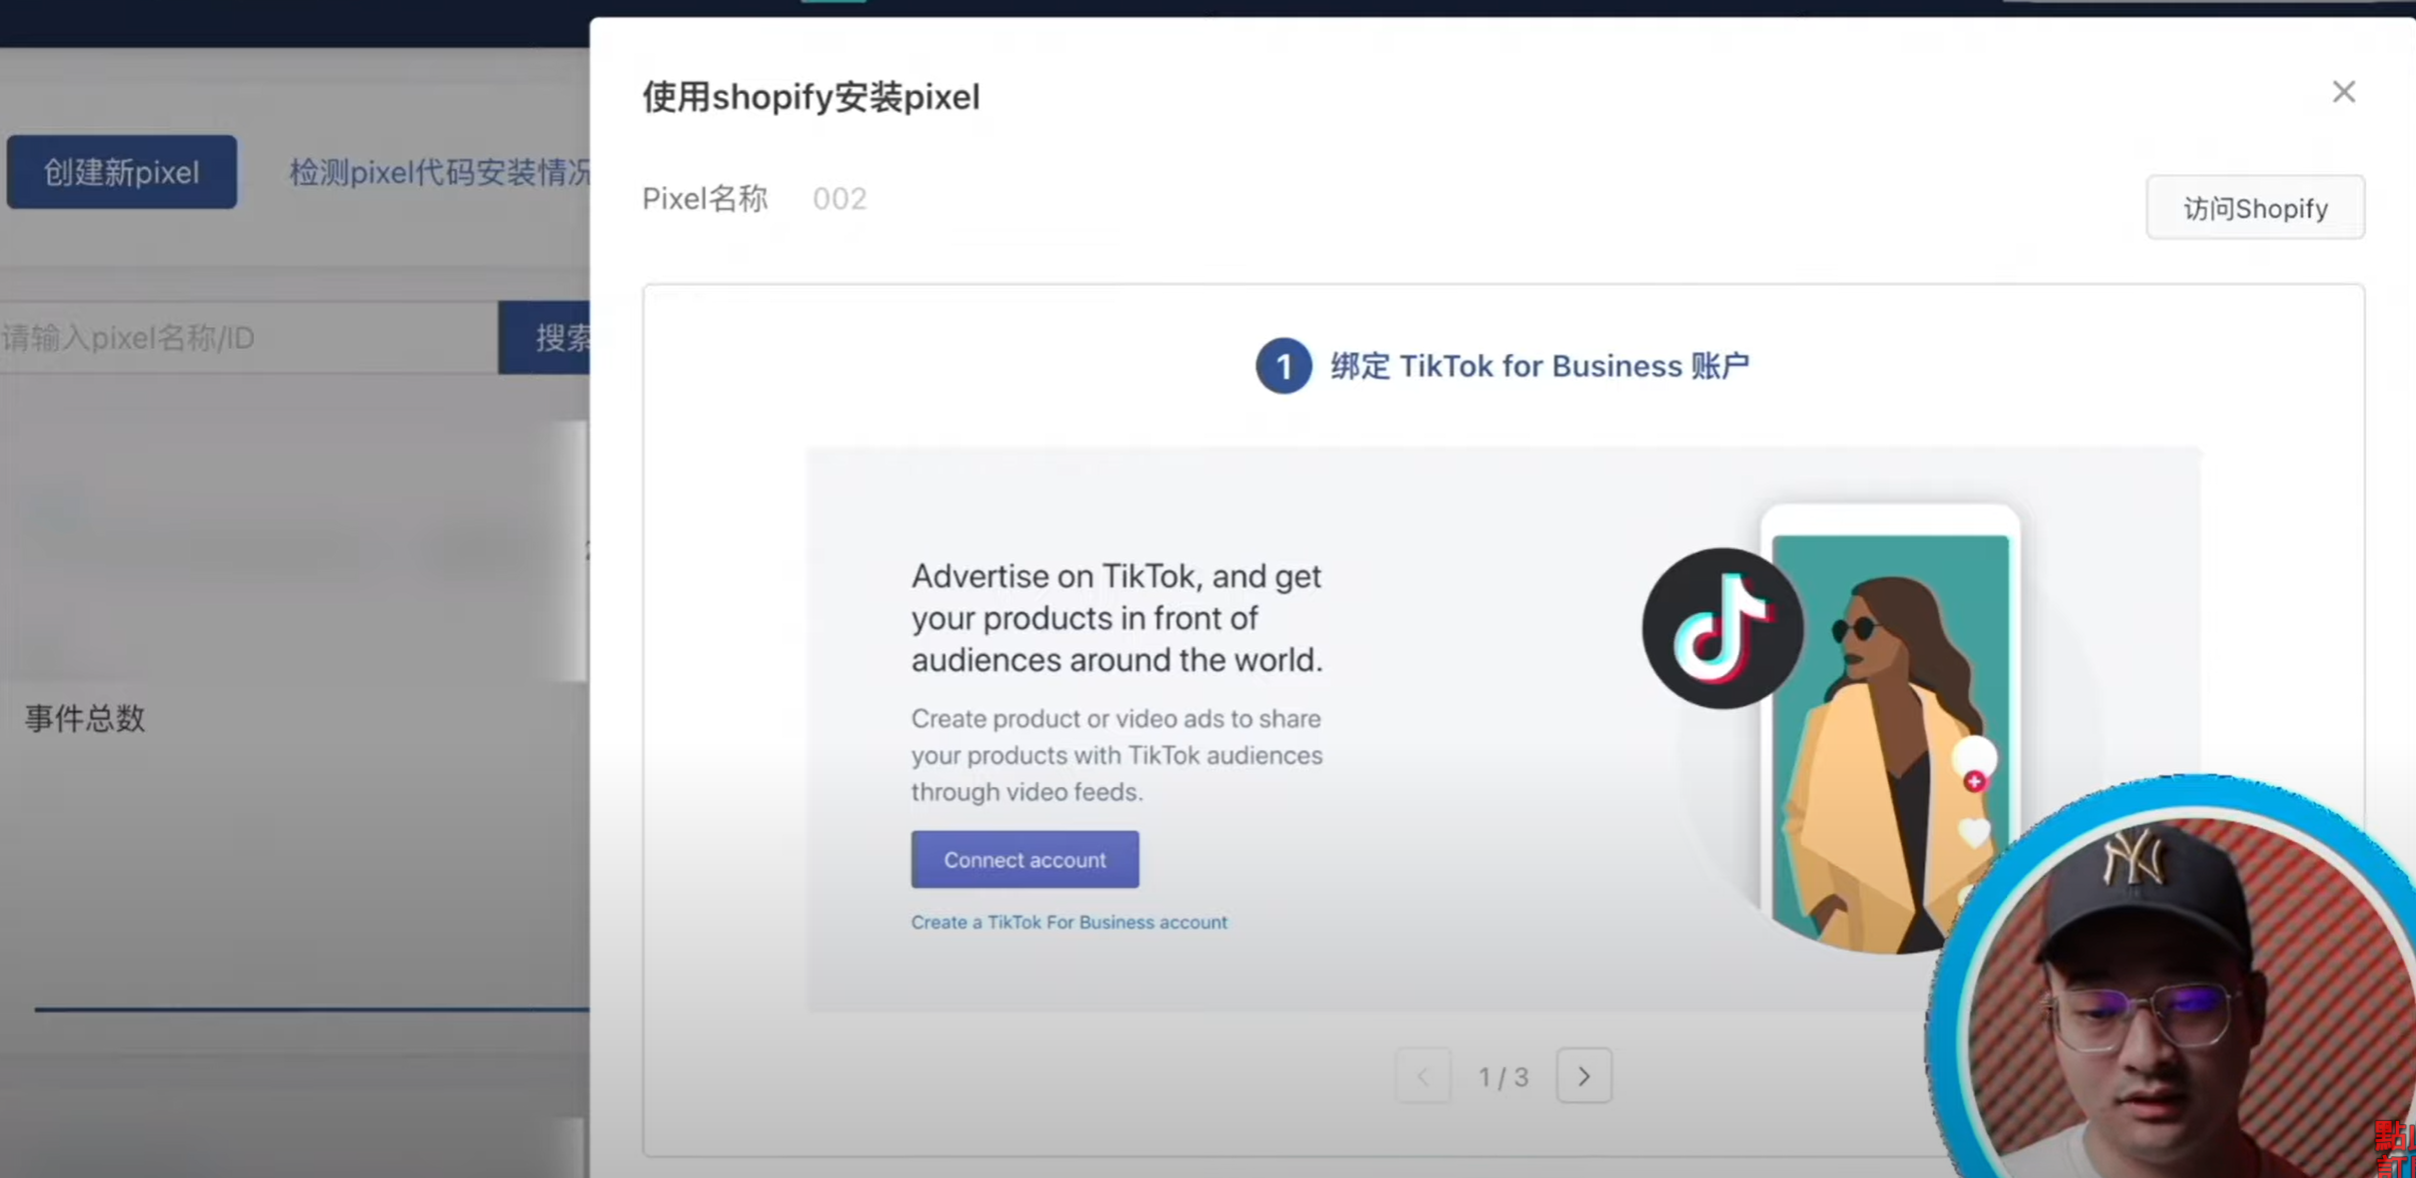 使用shopify安装pixel
创建新pixel
检测pixel代码安装情况
Pixel名称 002
访问Shopify
请输入pixel名称/ID
搜索
1 绑定 TikTok for Business 账户
Advertise on TikTok, and get
your products in front of
audiences around the world.
Create product or video ads to share
your products with TikTok audiences
through video feeds.
事件总数
Connect account
Create a TikTok For Business account
1 / 3
NY
點
訂